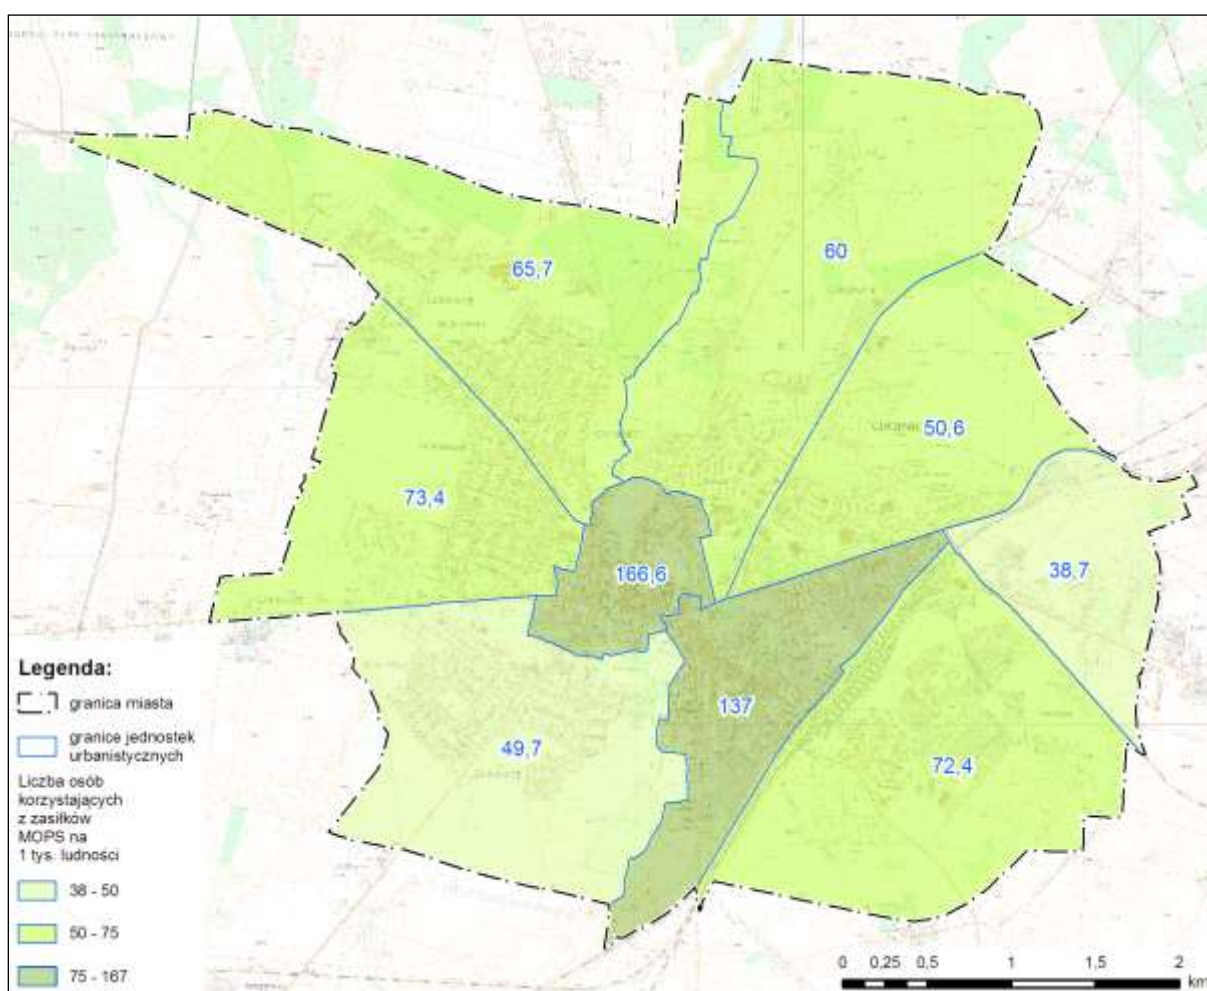 65,7
60
50,6
73,4
166,6
38,7
137
49,7
72,4
Legenda:
granica miasta
granice jednostek
urbanistycznych
Liczba osób
korzystających
z zasiłków
MOPS na
1 tys. ludności
38 - 50
50 - 75
75 - 167
0 0,25 0,5 1 1,5 2
km